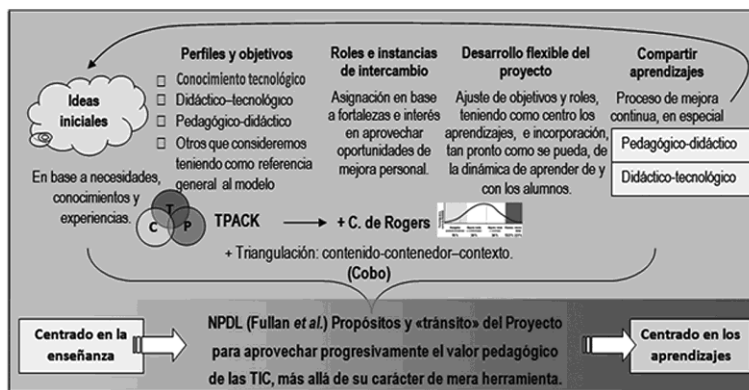 Perfiles y objetivos
Conocimiento tecnológico
Didáctico–tecnológico
Pedagógico-didáctico
Otros que consideremos
teniendo como referencia
general al modelo
Roles e instancias
de intercambio
Asignación en base
a fortalezas e interés
en aprovechar
oportunidades de
mejora personal.
Desarrollo flexible del
proyecto
Ajuste de objetivos y roles,
teniendo como centro los
aprendizajes, e incorporación,
tan pronto como se pueda, de
la dinámica de aprender de y
con los alumnos.
Compartir
aprendizajes
Proceso de mejora
continua, en especial
Pedagógico-didáctico
Didáctico-tecnológico
Ideas
iniciales
En base a necesidades,
conocimientos y
experiencias.
T
C
P
TPACK
+ C. de Rogers
+ Triangulación: contenido-contenedor–contexto.
(Cobo)
Centrado en la
enseñanza
NPDL (Fullan et al.) Propósitos y «tránsito» del Proyecto
para aprovechar progresivamente el valor pedagógico
de las TIC, más allá de su carácter de mera herramienta.
Centrado en los
aprendizajes